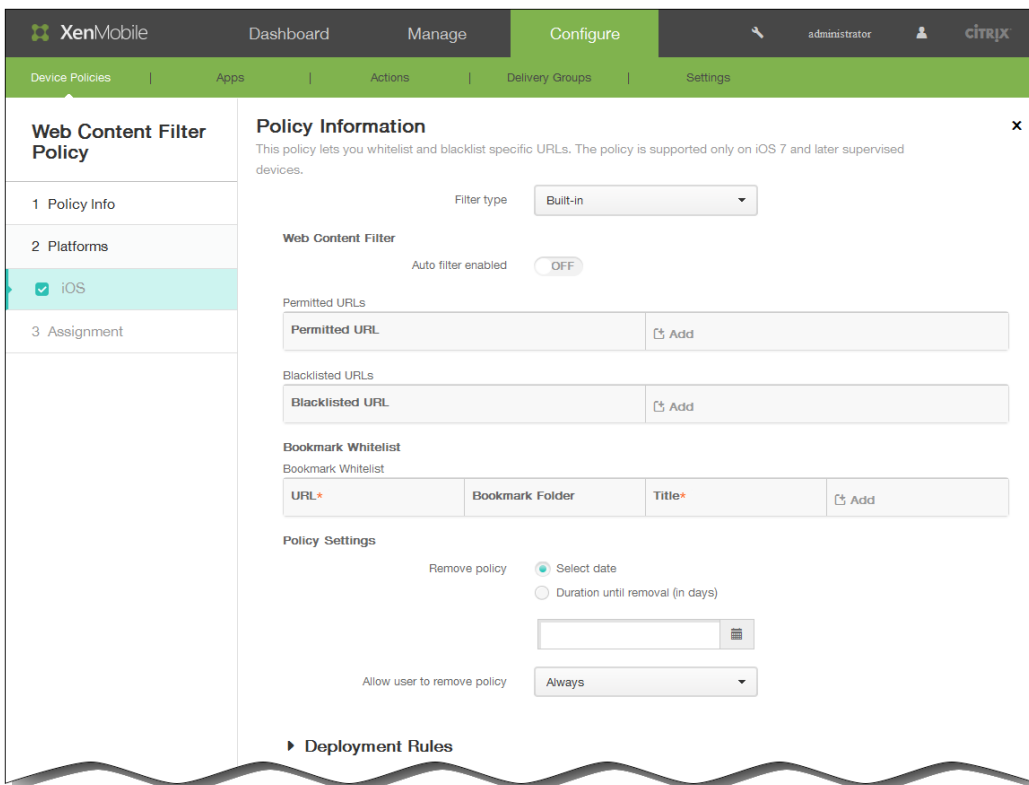 XenMobile Dashboard Manage Configure administrator CİTRIX
Device Policies | Apps | Actions | Delivery Groups | Settings
Web Content Filter
Policy
1 Policy Info
2 Platforms
iOS
3 Assignment
Policy Information
x
This policy lets you whitelist and blacklist specific URLs. The policy is supported only on iOS 7 and later supervised
devices.
Filter type Built-in
Web Content Filter
Auto filter enabled OFF
Permitted URLs
Permitted URL Add
Blacklisted URLs
Blacklisted URL Add
Bookmark Whitelist
Bookmark Whitelist
URL* Bookmark Folder Title* Add
Policy Settings
Remove policy Select date
Duration until removal (in days)
Allow user to remove policy Always
Deployment Rules